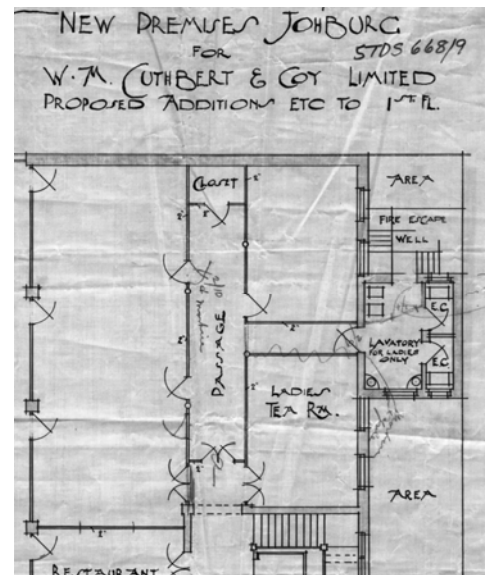 NEW PREMISES JOHBURG
FOR
STDS 668/9
W. M. CUTHBERT & COY LIMITED
PROPOSED ADDITIONS ETC TO 1ST FL.
CLOSET
AREA
FIRE ESCAPE
WELL
PASSAGE
E.C.
LAVATORY
FOR LADIES
ONLY
E.C.
LADIES
TEA RM.
AREA
RESTAURANT